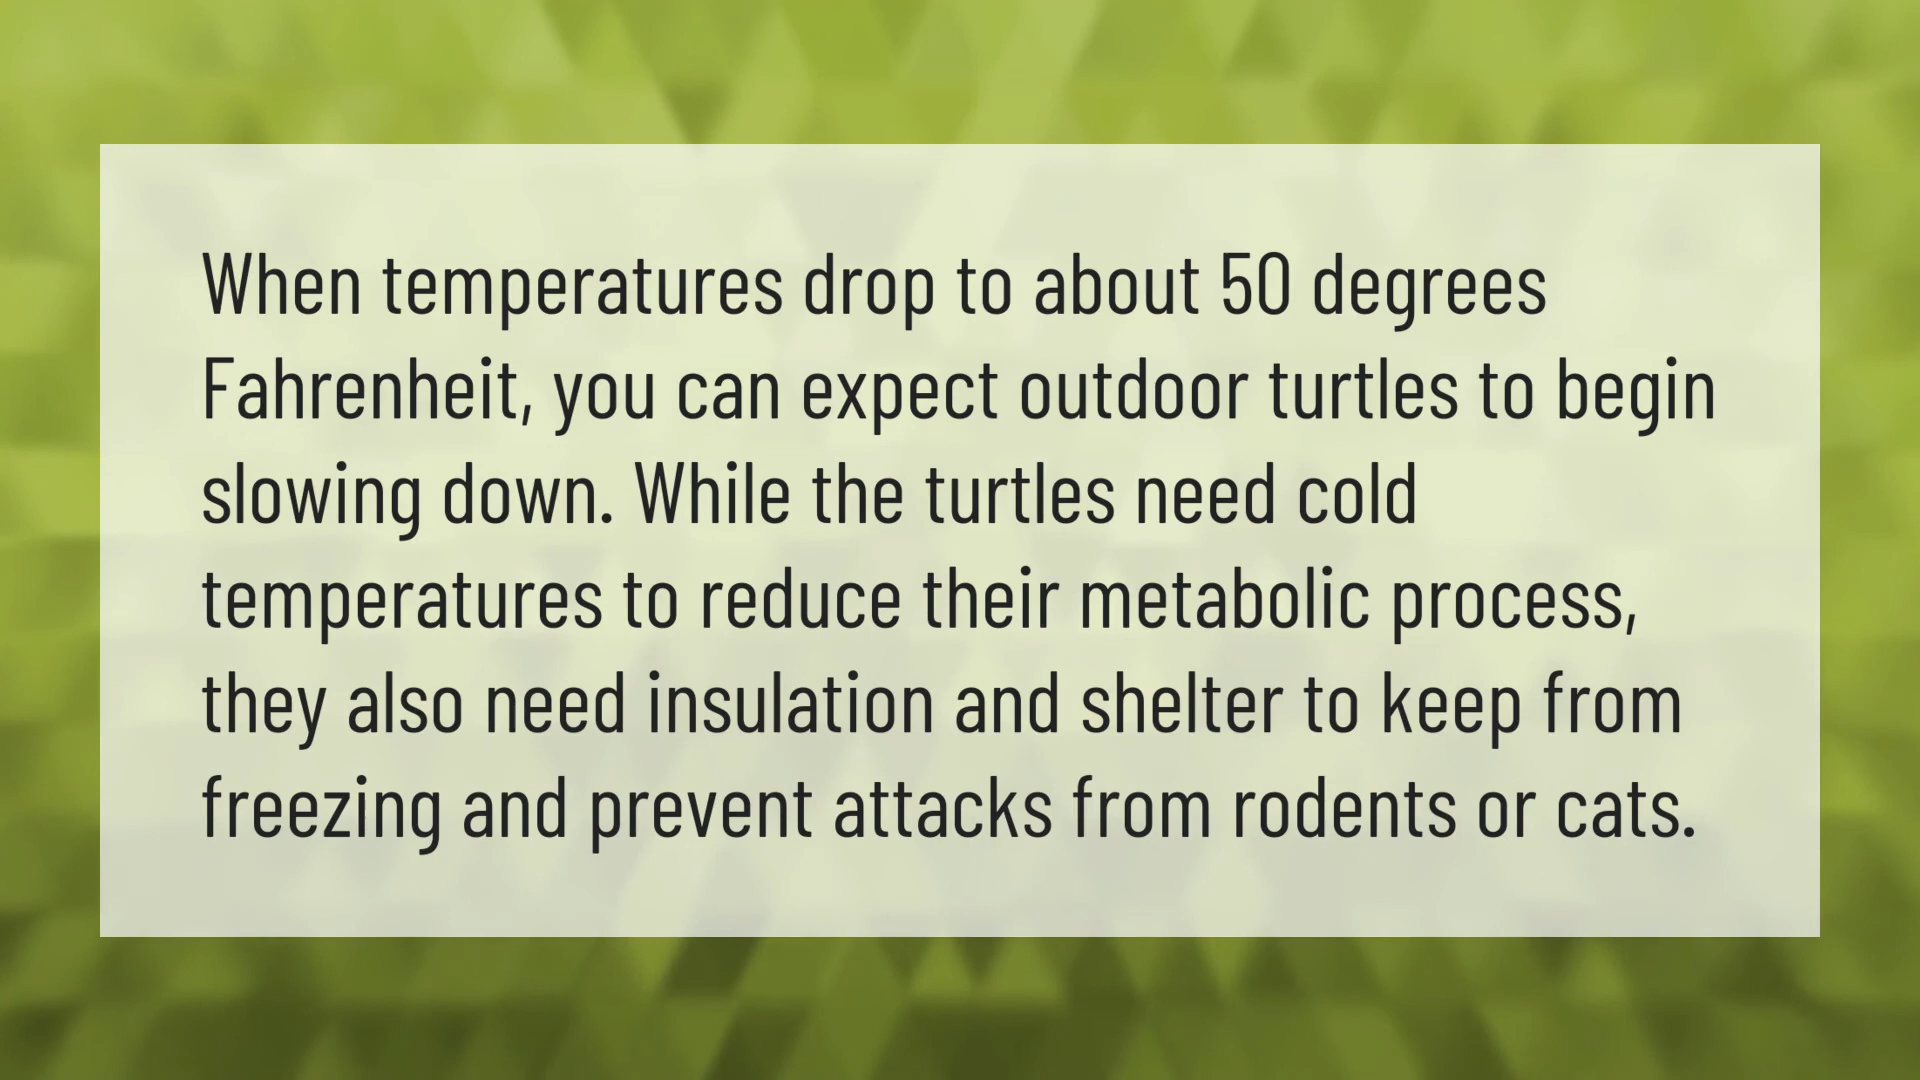 When temperatures drop to about 50 degrees
Fahrenheit, you can expect outdoor turtles to begin
slowing down. While the turtles need cold
temperatures to reduce their metabolic process,
they also need insulation and shelter to keep from
freezing and prevent attacks from rodents or cats.